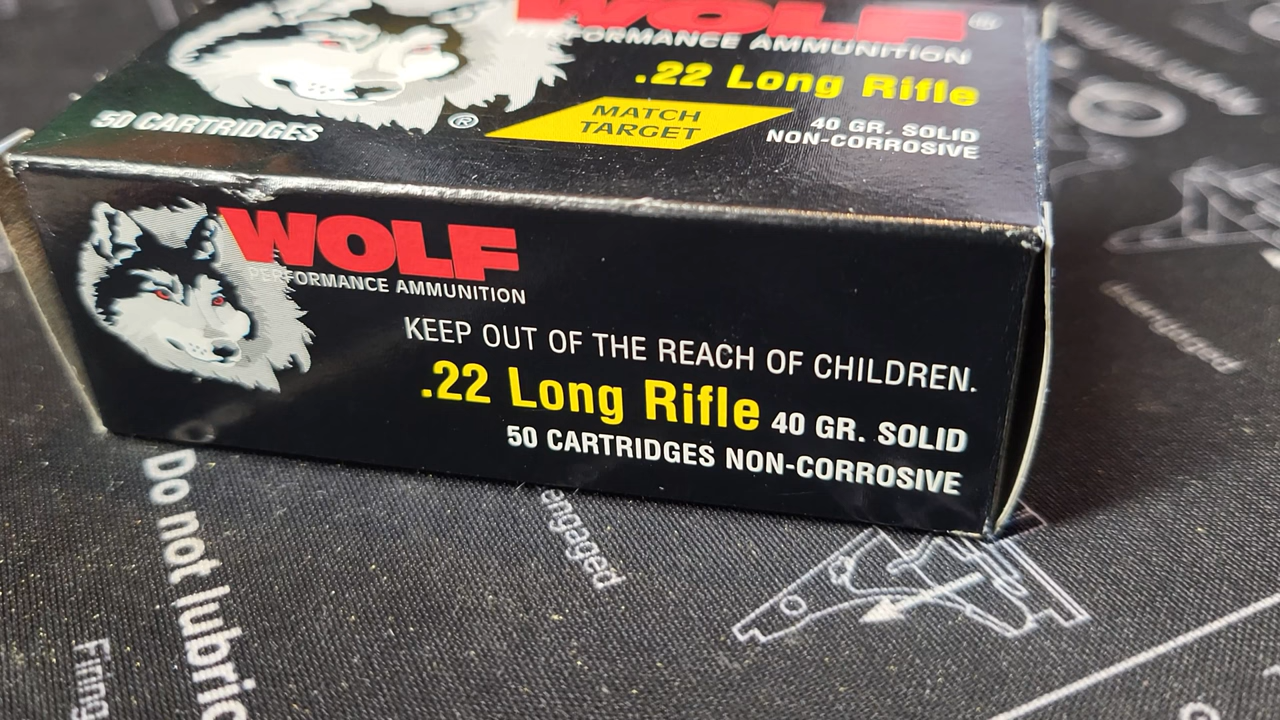 WOLF®
PERFORMANCE AMMUNITION
.22 Long Rifle
MATCH
TARGET
40 GR. SOLID
NON-CORROSIVE
50 CARTRIDGES
®
WOLF
PERFORMANCE AMMUNITION
KEEP OUT OF THE REACH OF CHILDREN.
.22 Long Rifle 40 GR. SOLID
50 CARTRIDGES NON-CORROSIVE
Do not lubric
engaged
Firing